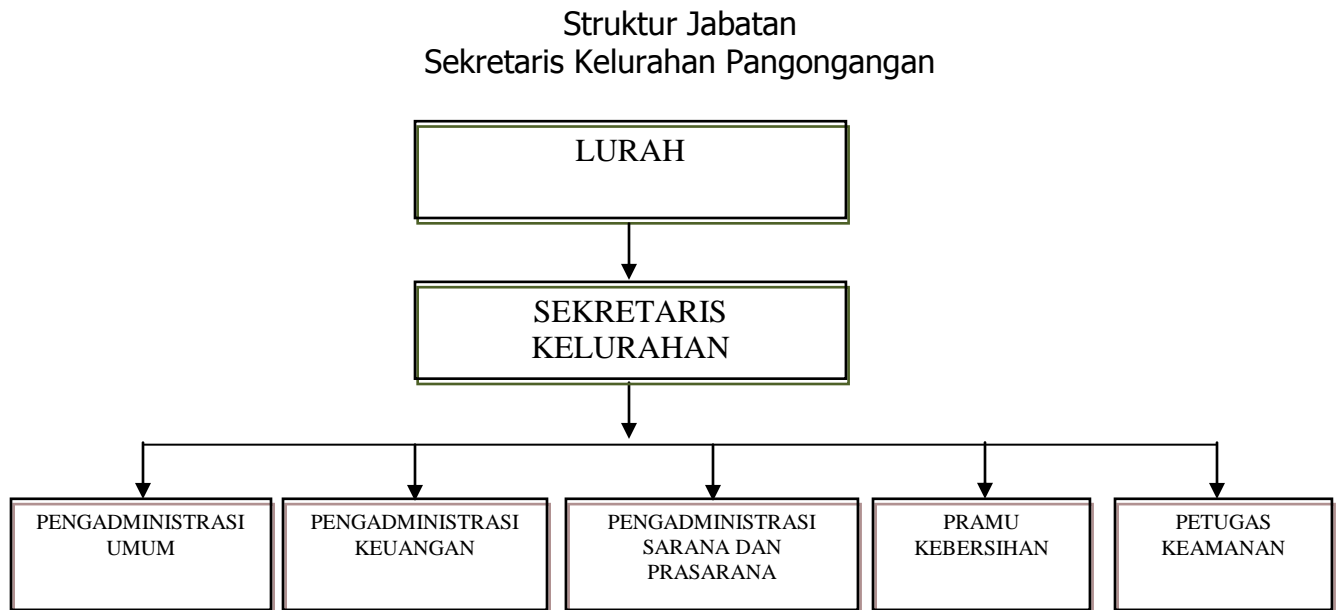 Struktur Jabatan
Sekretaris Kelurahan Pangongangan
LURAH
SEKRETARIS
KELURAHAN
PENGADMINISTRASI
UMUM
PENGADMINISTRASI
KEUANGAN
PENGADMINISTRASI
SARANA DAN
PRASARANA
PRAMU
KEBERSIHAN
PETUGAS
KEAMANAN